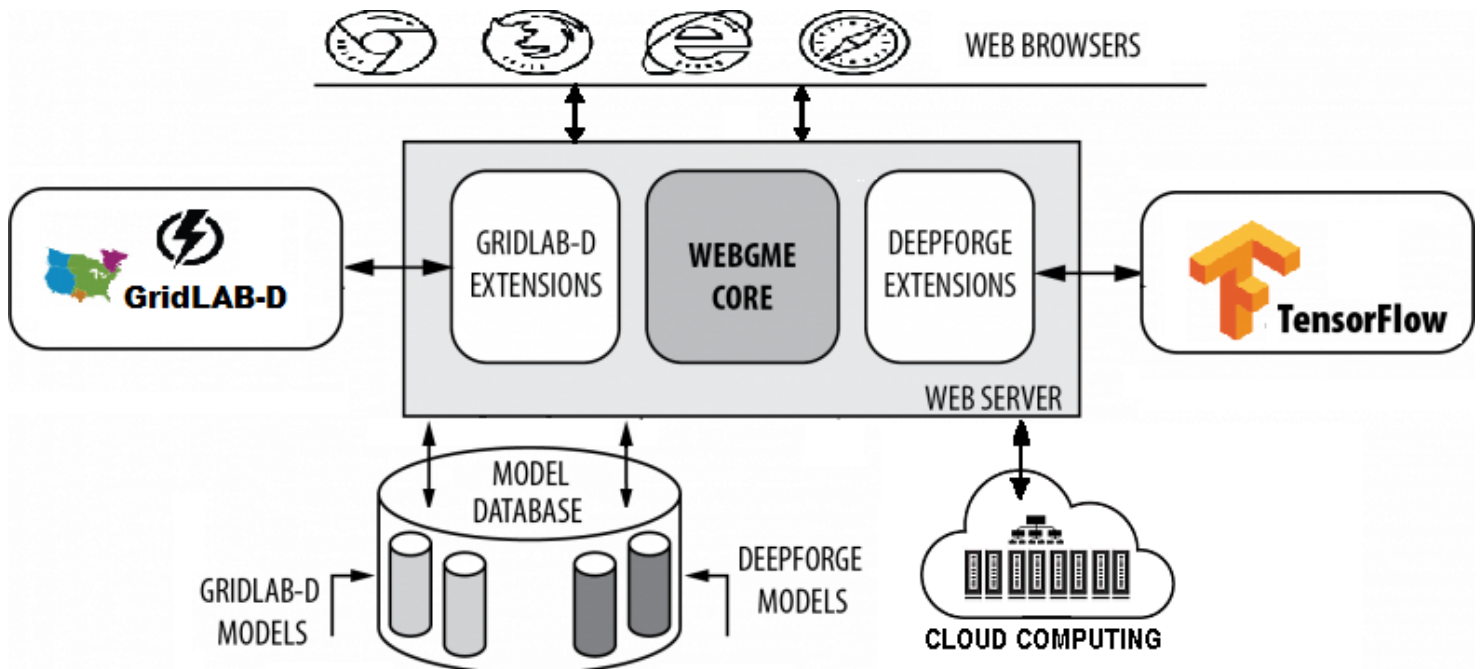 WEB BROWSERS
GRIDLAB-D
EXTENSIONS
WEBGME
CORE
DEEPFORGE
EXTENSIONS
GridLAB-D
TensorFlow
WEB SERVER
MODEL
DATABASE
GRIDLAB-D
MODELS
DEEPFORGE
MODELS
CLOUD COMPUTING